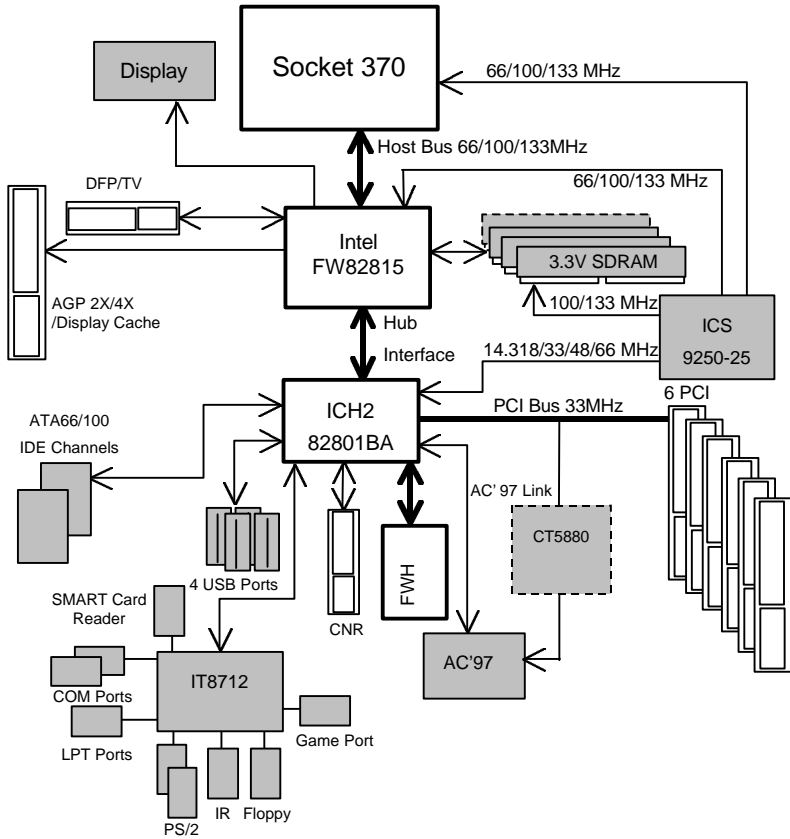 Display
Socket 370
66/100/133 MHz
Host Bus 66/100/133MHz
66/100/133 MHz
DFP/TV
Intel
FW82815
3.3V SDRAM
AGP 2X/4X
/Display Cache
100/133 MHz
ICS
9250-25
Hub
Interface
14.318/33/48/66 MHz
6 PCI
PCI Bus 33MHz
ICH2
82801BA
ATA66/100
IDE Channels
AC' 97 Link
CT5880
4 USB Ports
FWH
CNR
SMART Card
Reader
AC'97
IT8712
COM Ports
Game Port
LPT Ports
IR
Floppy
PS/2